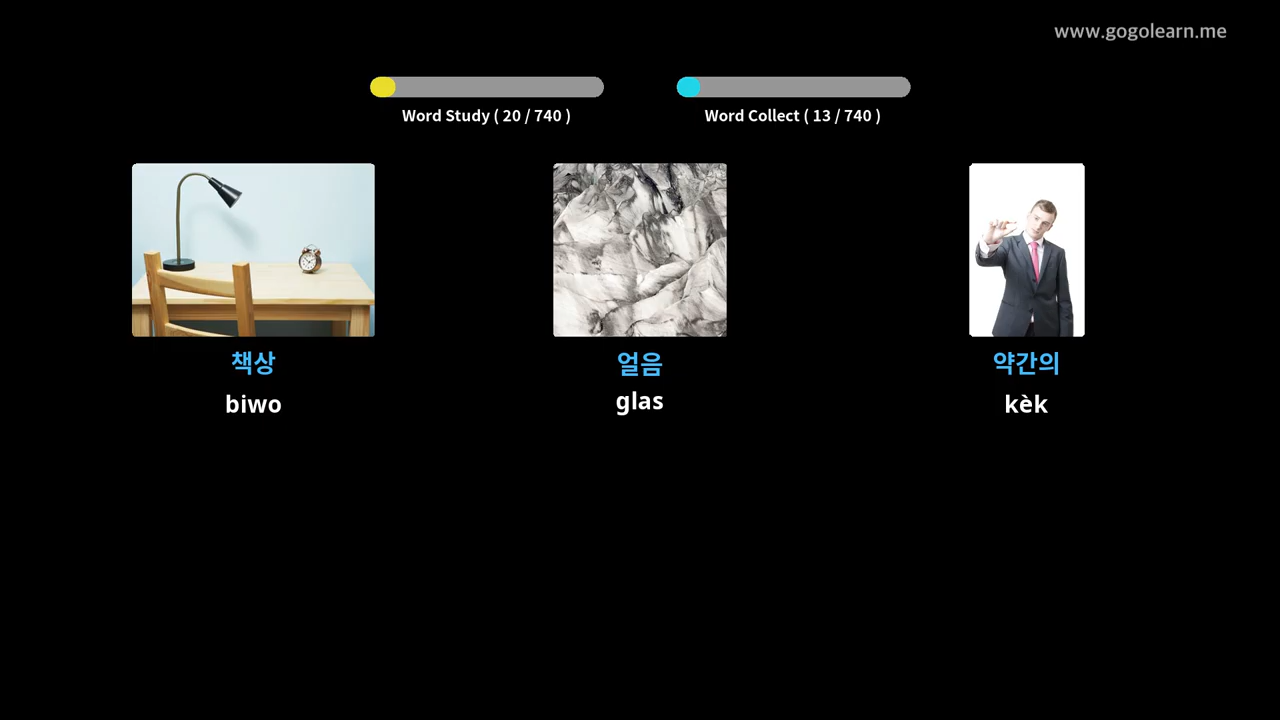 www.gogolearn.me
Word Study ( 20 / 740 )
Word Collect ( 13 / 740 )
책상
얼음
약간의
biwo
glas
kèk